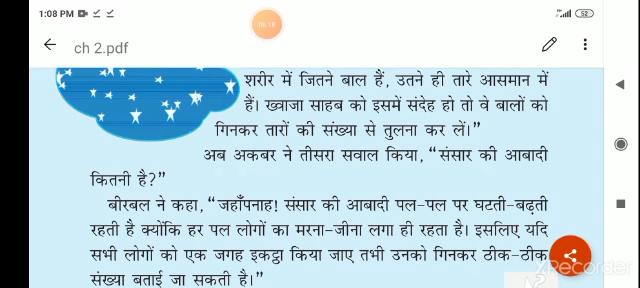 1:08 PM
52
ch 2.pdf
शरीर में जितने बाल हैं, उतने ही तारे आसमान में
हैं। ख्वाजा साहब को इसमें संदेह हो तो वे बालों को
गिनकर तारों की संख्या से तुलना कर लें।”
अब अकबर ने तीसरा सवाल किया, “संसार की आबादी
कितनी है?”
बीरबल ने कहा, “जहाँपनाह! संसार की आबादी पल-पल पर घटती-बढ़ती
रहती है क्योंकि हर पल लोगों का मरना-जीना लगा ही रहता है। इसलिए यदि
सभी लोगों को एक जगह इकट्ठा किया जाए तभी उनको गिनकर ठीक-ठीक
संख्या बताई जा सकती है।”